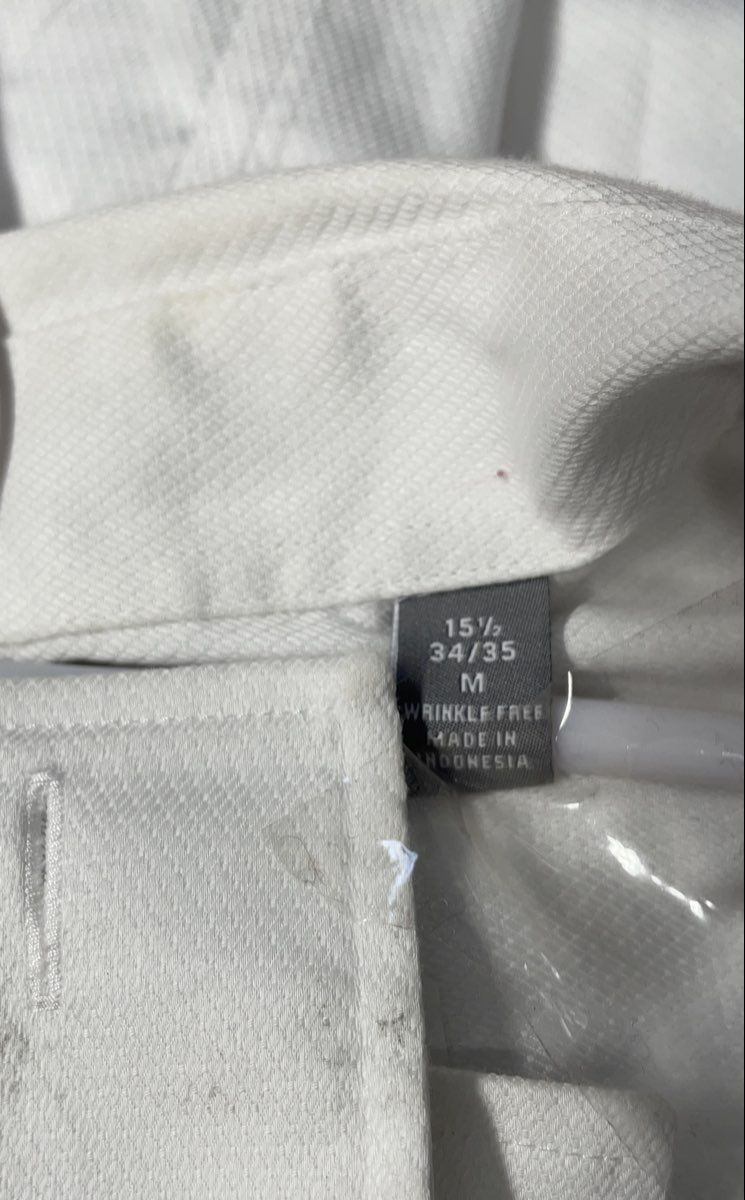 15½
34/35
M
WRINKLE FREE
MADE IN
INDONESIA